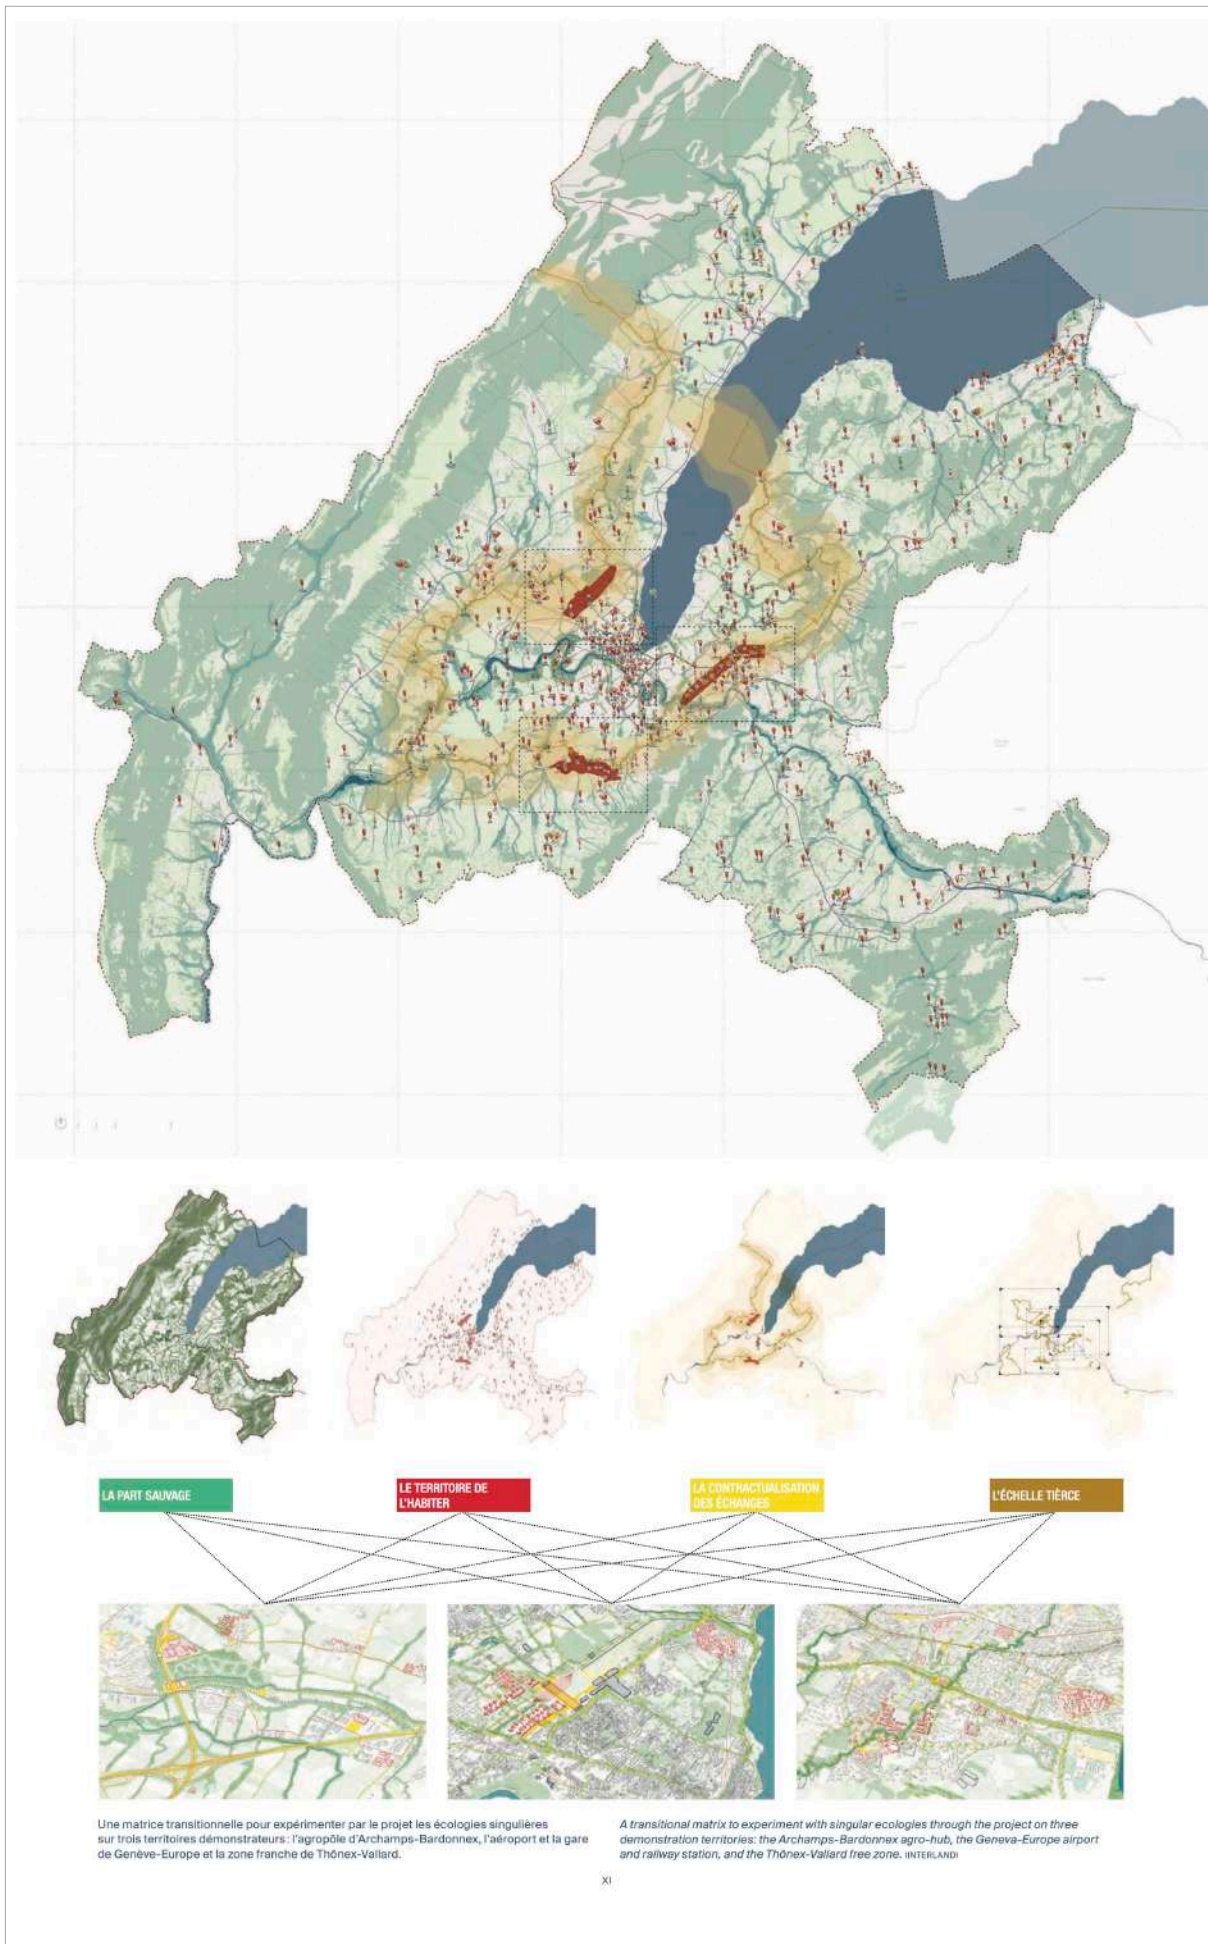 LA PART SAUVAGE
LE TERRITOIRE DE
L'HABITER
LA CONTRACTUALISATION
DES ÉCHANGES
L'ÉCHELLE TIÈRCE
Une matrice transitionnelle pour expérimenter par le projet les écologies singulières
sur trois territoires démonstrateurs : l'agropôle d'Archamps-Bardonnex, l'aéroport et la gare
de Genève-Europe et la zone franche de Thônex-Vallard.
A transitional matrix to experiment with singular ecologies through the project on three
demonstration territories: the Archamps-Bardonnex agro-hub, the Geneva-Europe airport
and railway station, and the Thônex-Vallard free zone. (INTERLAND)
XI